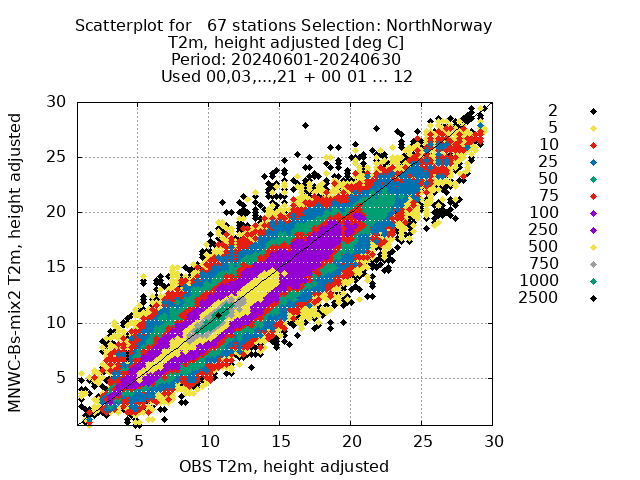 Scatterplot for   67 stations Selection: NorthNorway
T2m, height adjusted [deg C]
Period: 20240601-20240630
Used 00,03,...,21 + 00 01 ... 12
MNWC-Bs-mix2 T2m, height adjusted
30
25
20
15
10
5
5 10 15 20 25 30
OBS T2m, height adjusted
2
5
10
25
50
75
100
250
500
750
1000
2500